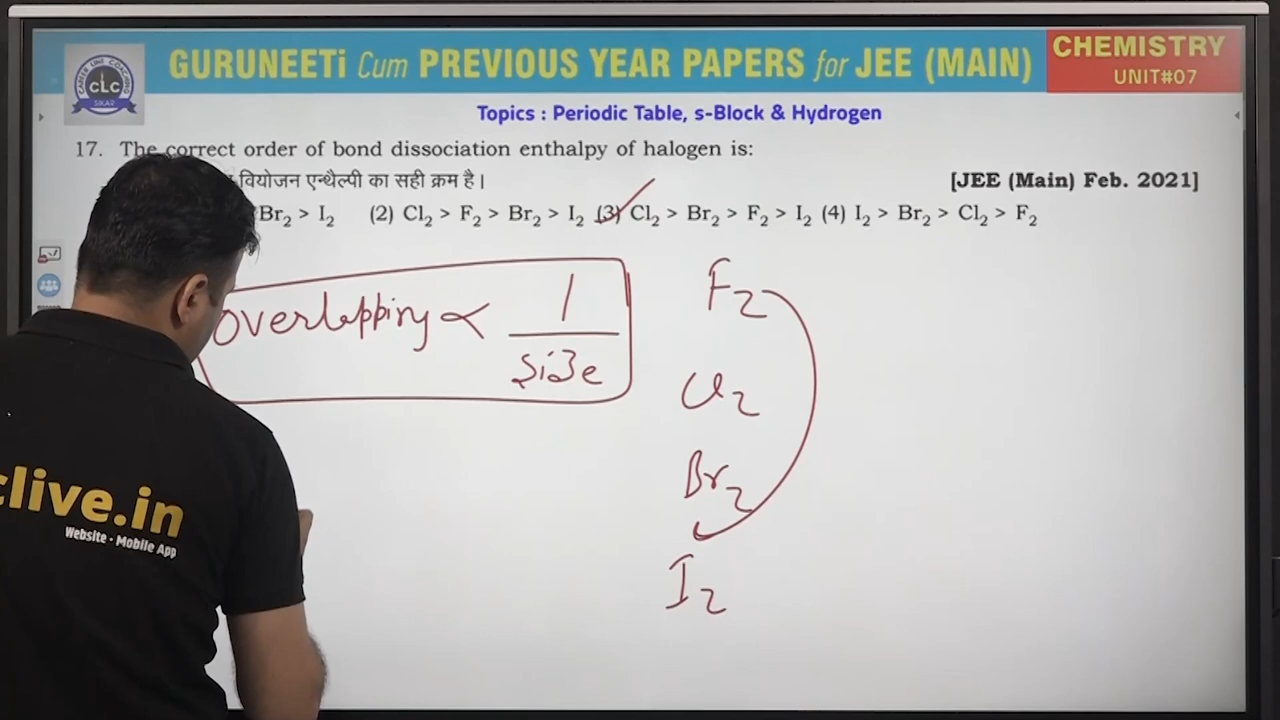 GURUNEETi Cum PREVIOUS YEAR PAPERS for JEE (MAIN)
CHEMISTRY
UNIT#07
CAREER LINE COACHING
CLC
SIKAR
Topics : Periodic Table, s-Block & Hydrogen
17. The correct order of bond dissociation enthalpy of halogen is:
वियोजन एन्थैल्पी का सही क्रम है।
[JEE (Main) Feb. 2021]
Br₂ > I₂ (2) Cl₂ > F₂ > Br₂ > I₂ (3) Cl₂ > Br₂ > F₂ > I₂ (4) I₂ > Br₂ > Cl₂ > F₂
overlapping ∝ 1
size
F₂
Cl₂
Br₂
I₂
clive.in
Website • Mobile App